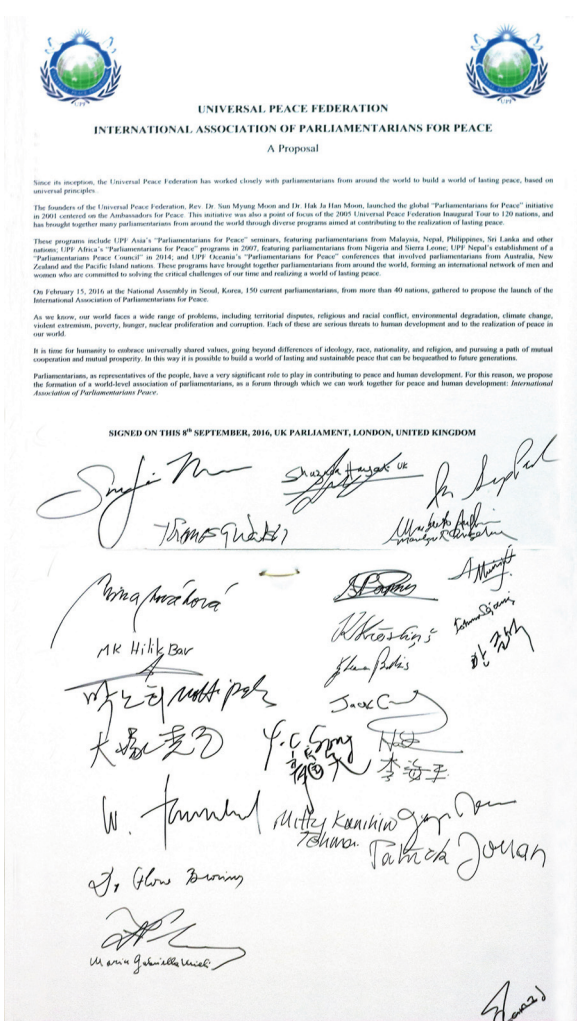 UPF
UPF
UNIVERSAL PEACE FEDERATION
INTERNATIONAL ASSOCIATION OF PARLIAMENTARIANS FOR PEACE
A Proposal
Since its inception, the Universal Peace Federation has worked closely with parliamentarians from around the world to build a world of lasting peace, based on
universal principles.
The founders of the Universal Peace Federation, Rev. Dr. Sun Myung Moon and Dr. Hak Ja Han Moon, launched the global "Parliamentarians for Peace" initiative
in 2001 centered on the Ambassadors for Peace. This initiative was also a point of focus of the 2005 Universal Peace Federation Inaugural Tour to 120 nations, and
has brought together many parliamentarians from around the world through diverse programs aimed at contributing to the realization of lasting peace.
These programs include UPF Asia's "Parliamentarians for Peace" seminars, featuring parliamentarians from Malaysia, Nepal, Philippines, Sri Lanka and other
nations; UPF Africa's "Parliamentarians for Peace" programs in 2007, featuring parliamentarians from Nigeria and Sierra Leone; UPF Nepal's establishment of a
"Parliamentarians Peace Council" in 2014; and UPF Oceania's "Parliamentarians for Peace" conferences that involved parliamentarians from Australia, New
Zealand and the Pacific Island nations. These programs have brought together parliamentarians from around the world, forming an international network of men and
women who are committed to solving the critical challenges of our time and realizing a world of lasting peace.
On February 15, 2016 at the National Assembly in Seoul, Korea, 150 current parliamentarians, from more than 40 nations, gathered to propose the launch of the
International Association of Parliamentarians for Peace.
As we know, our world faces a wide range of problems, including territorial disputes, religious and racial conflict, environmental degradation, climate change,
violent extremism, poverty, hunger, nuclear proliferation and corruption. Each of these are serious threats to human development and to the realization of peace in
our world.
It is time for humanity to embrace universally shared values, going beyond differences of ideology, race, nationality, and religion, and pursuing a path of mutual
cooperation and mutual prosperity. In this way it is possible to build a world of lasting and sustainable peace that can be bequeathed to future generations.
Parliamentarians, as representatives of the people, have a very significant role to play in contributing to peace and human development. For this reason, we propose
the formation of a world-level association of parliamentarians, as a forum through which we can work together for peace and human development: International
Association of Parliamentarians Peace.
SIGNED ON THIS 8th SEPTEMBER, 2016, UK PARLIAMENT, LONDON, UNITED KINGDOM
UK
MK Hilik Bar
Jack
Y.C. Song
李海平
W.
Patrick
Dr.
Maria Gabriella